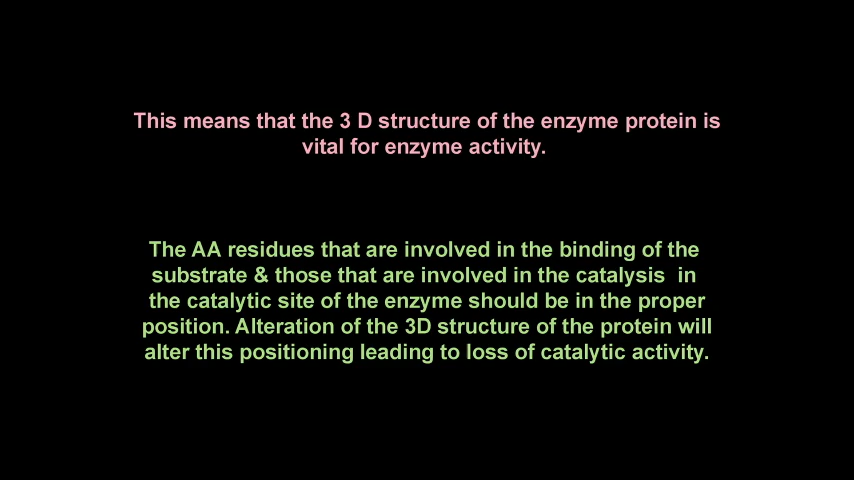 This means that the 3 D structure of the enzyme protein is
vital for enzyme activity.
The AA residues that are involved in the binding of the
substrate & those that are involved in the catalysis  in
the catalytic site of the enzyme should be in the proper
position. Alteration of the 3D structure of the protein will
alter this positioning leading to loss of catalytic activity.